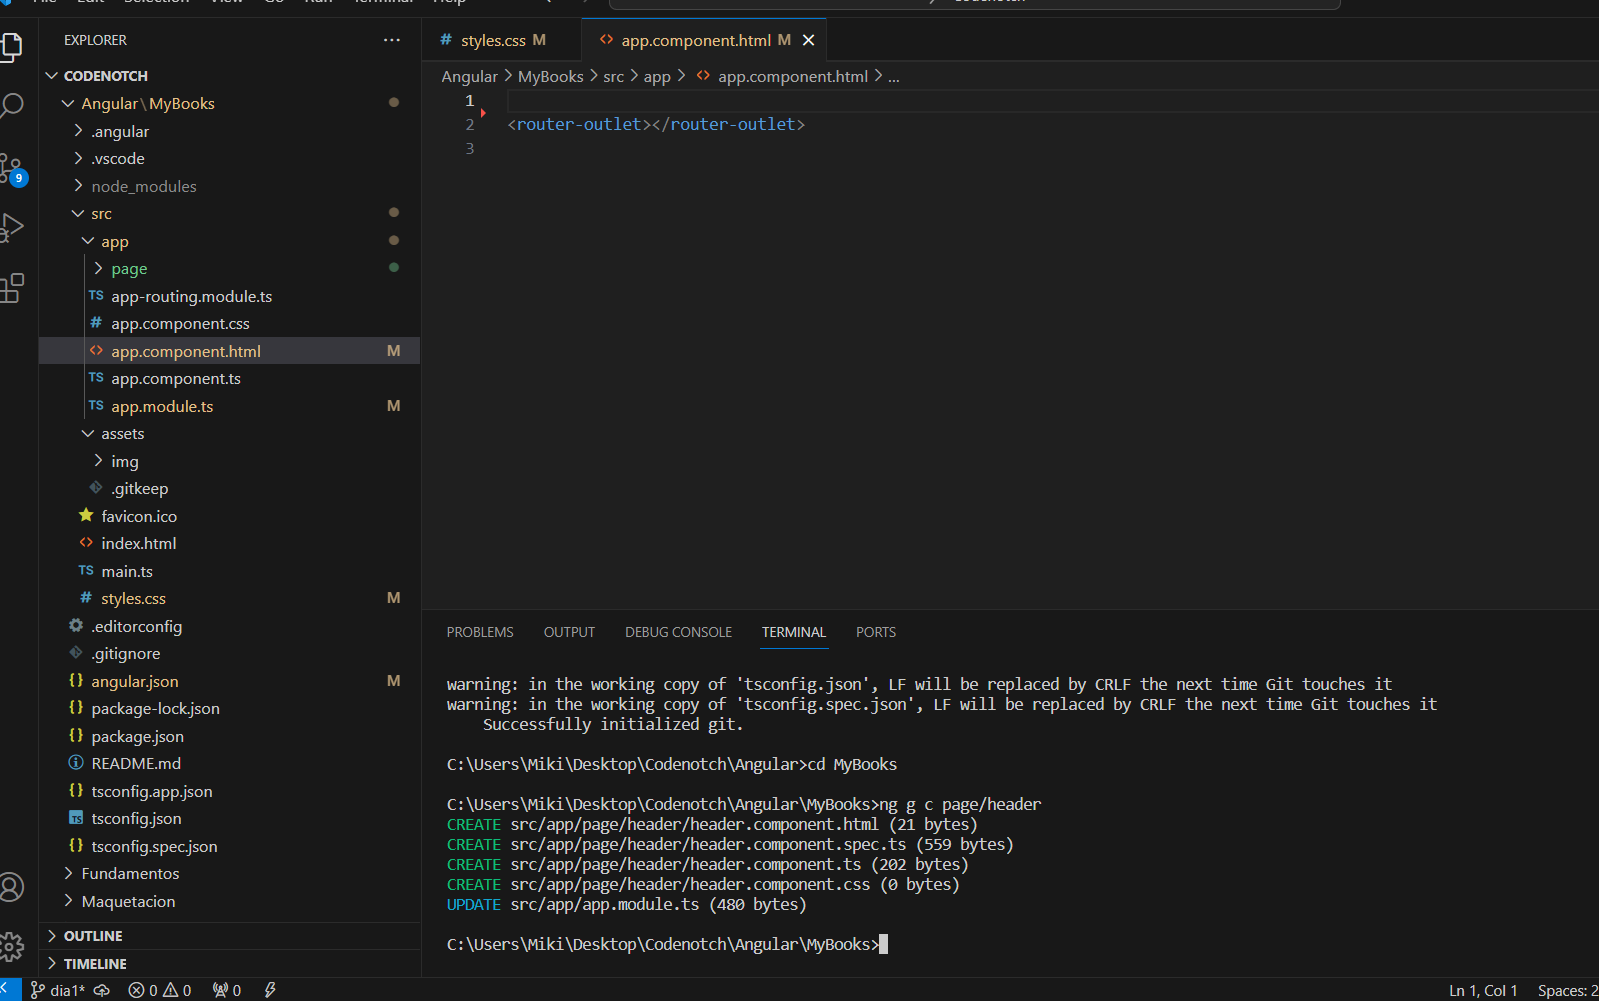 File Edit Selection View Go Run Terminal Help
codenotch
EXPLORER
CODENOTCH
Angular\MyBooks
.angular
.vscode
node_modules
src
app
page
TS app-routing.module.ts
# app.component.css
<> app.component.html M
TS app.component.ts
TS app.module.ts M
assets
img
.gitkeep
favicon.ico
<> index.html
TS main.ts
# styles.css M
.editorconfig
.gitignore
{} angular.json M
{} package-lock.json
{} package.json
README.md
{} tsconfig.app.json
TS tsconfig.json
{} tsconfig.spec.json
Fundamentos
Maquetacion
OUTLINE
TIMELINE
9
# styles.css M
<> app.component.html M
Angular > MyBooks > src > app > <> app.component.html > ...
1
2 <router-outlet></router-outlet>
3
PROBLEMS OUTPUT DEBUG CONSOLE TERMINAL PORTS
warning: in the working copy of 'tsconfig.json', LF will be replaced by CRLF the next time Git touches it
warning: in the working copy of 'tsconfig.spec.json', LF will be replaced by CRLF the next time Git touches it
Successfully initialized git.
C:\Users\Miki\Desktop\Codenotch\Angular>cd MyBooks
C:\Users\Miki\Desktop\Codenotch\Angular\MyBooks>ng g c page/header
CREATE src/app/page/header/header.component.html (21 bytes)
CREATE src/app/page/header/header.component.spec.ts (559 bytes)
CREATE src/app/page/header/header.component.ts (202 bytes)
CREATE src/app/page/header/header.component.css (0 bytes)
UPDATE src/app/app.module.ts (480 bytes)
C:\Users\Miki\Desktop\Codenotch\Angular\MyBooks>
dia1* 0 0 0
Ln 1, Col 1 Spaces: 2